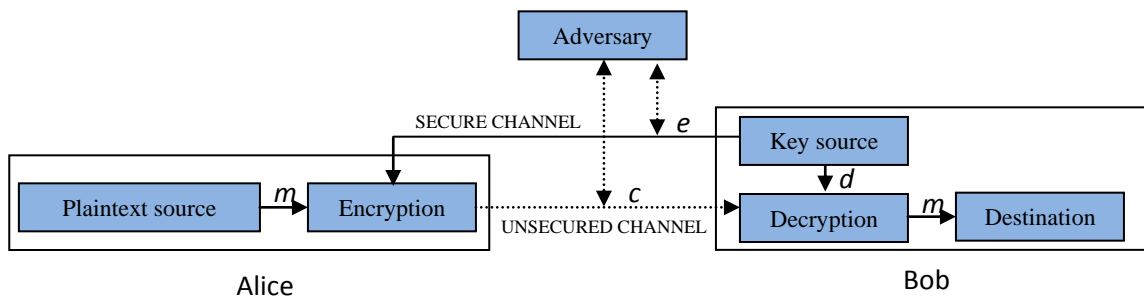 Adversary
SECURE CHANNEL
e
Key source
d
Plaintext source
m
Encryption
c
UNSECURED CHANNEL
Decryption
m
Destination
Alice
Bob